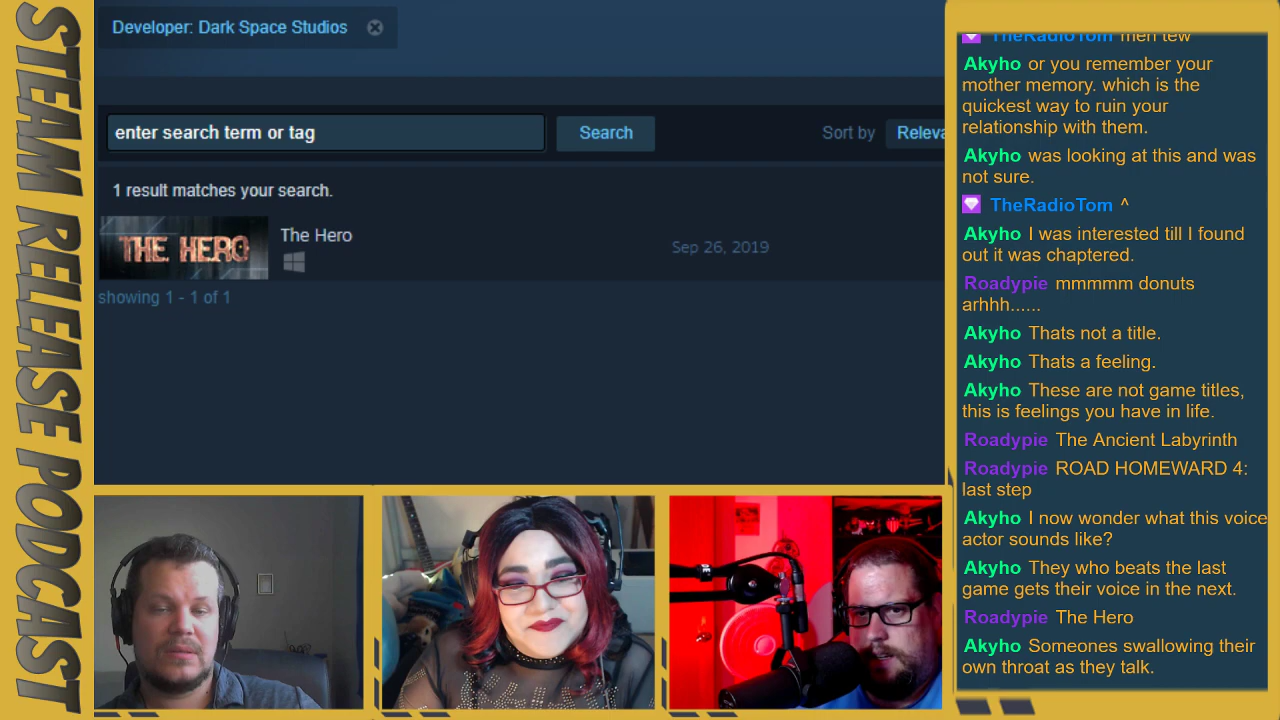 STEAM RELEASE PODCAST
Developer: Dark Space Studios
enter search term or tag
Search
Sort by
Releva
1 result matches your search.
THE HERO
The Hero
Sep 26, 2019
showing 1 - 1 of 1
TheRadioTom meh tew
Akyho or you remember your
mother memory. which is the
quickest way to ruin your
relationship with them.
Akyho was looking at this and was
not sure.
TheRadioTom ^
Akyho I was interested till I found
out it was chaptered.
Roadypie mmmmm donuts
arhhh......
Akyho Thats not a title.
Akyho Thats a feeling.
Akyho These are not game titles,
this is feelings you have in life.
Roadypie The Ancient Labyrinth
Roadypie ROAD HOMEWARD 4:
last step
Akyho I now wonder what this voice
actor sounds like?
Akyho They who beats the last
game gets their voice in the next.
Roadypie The Hero
Akyho Someones swallowing their
own throat as they talk.